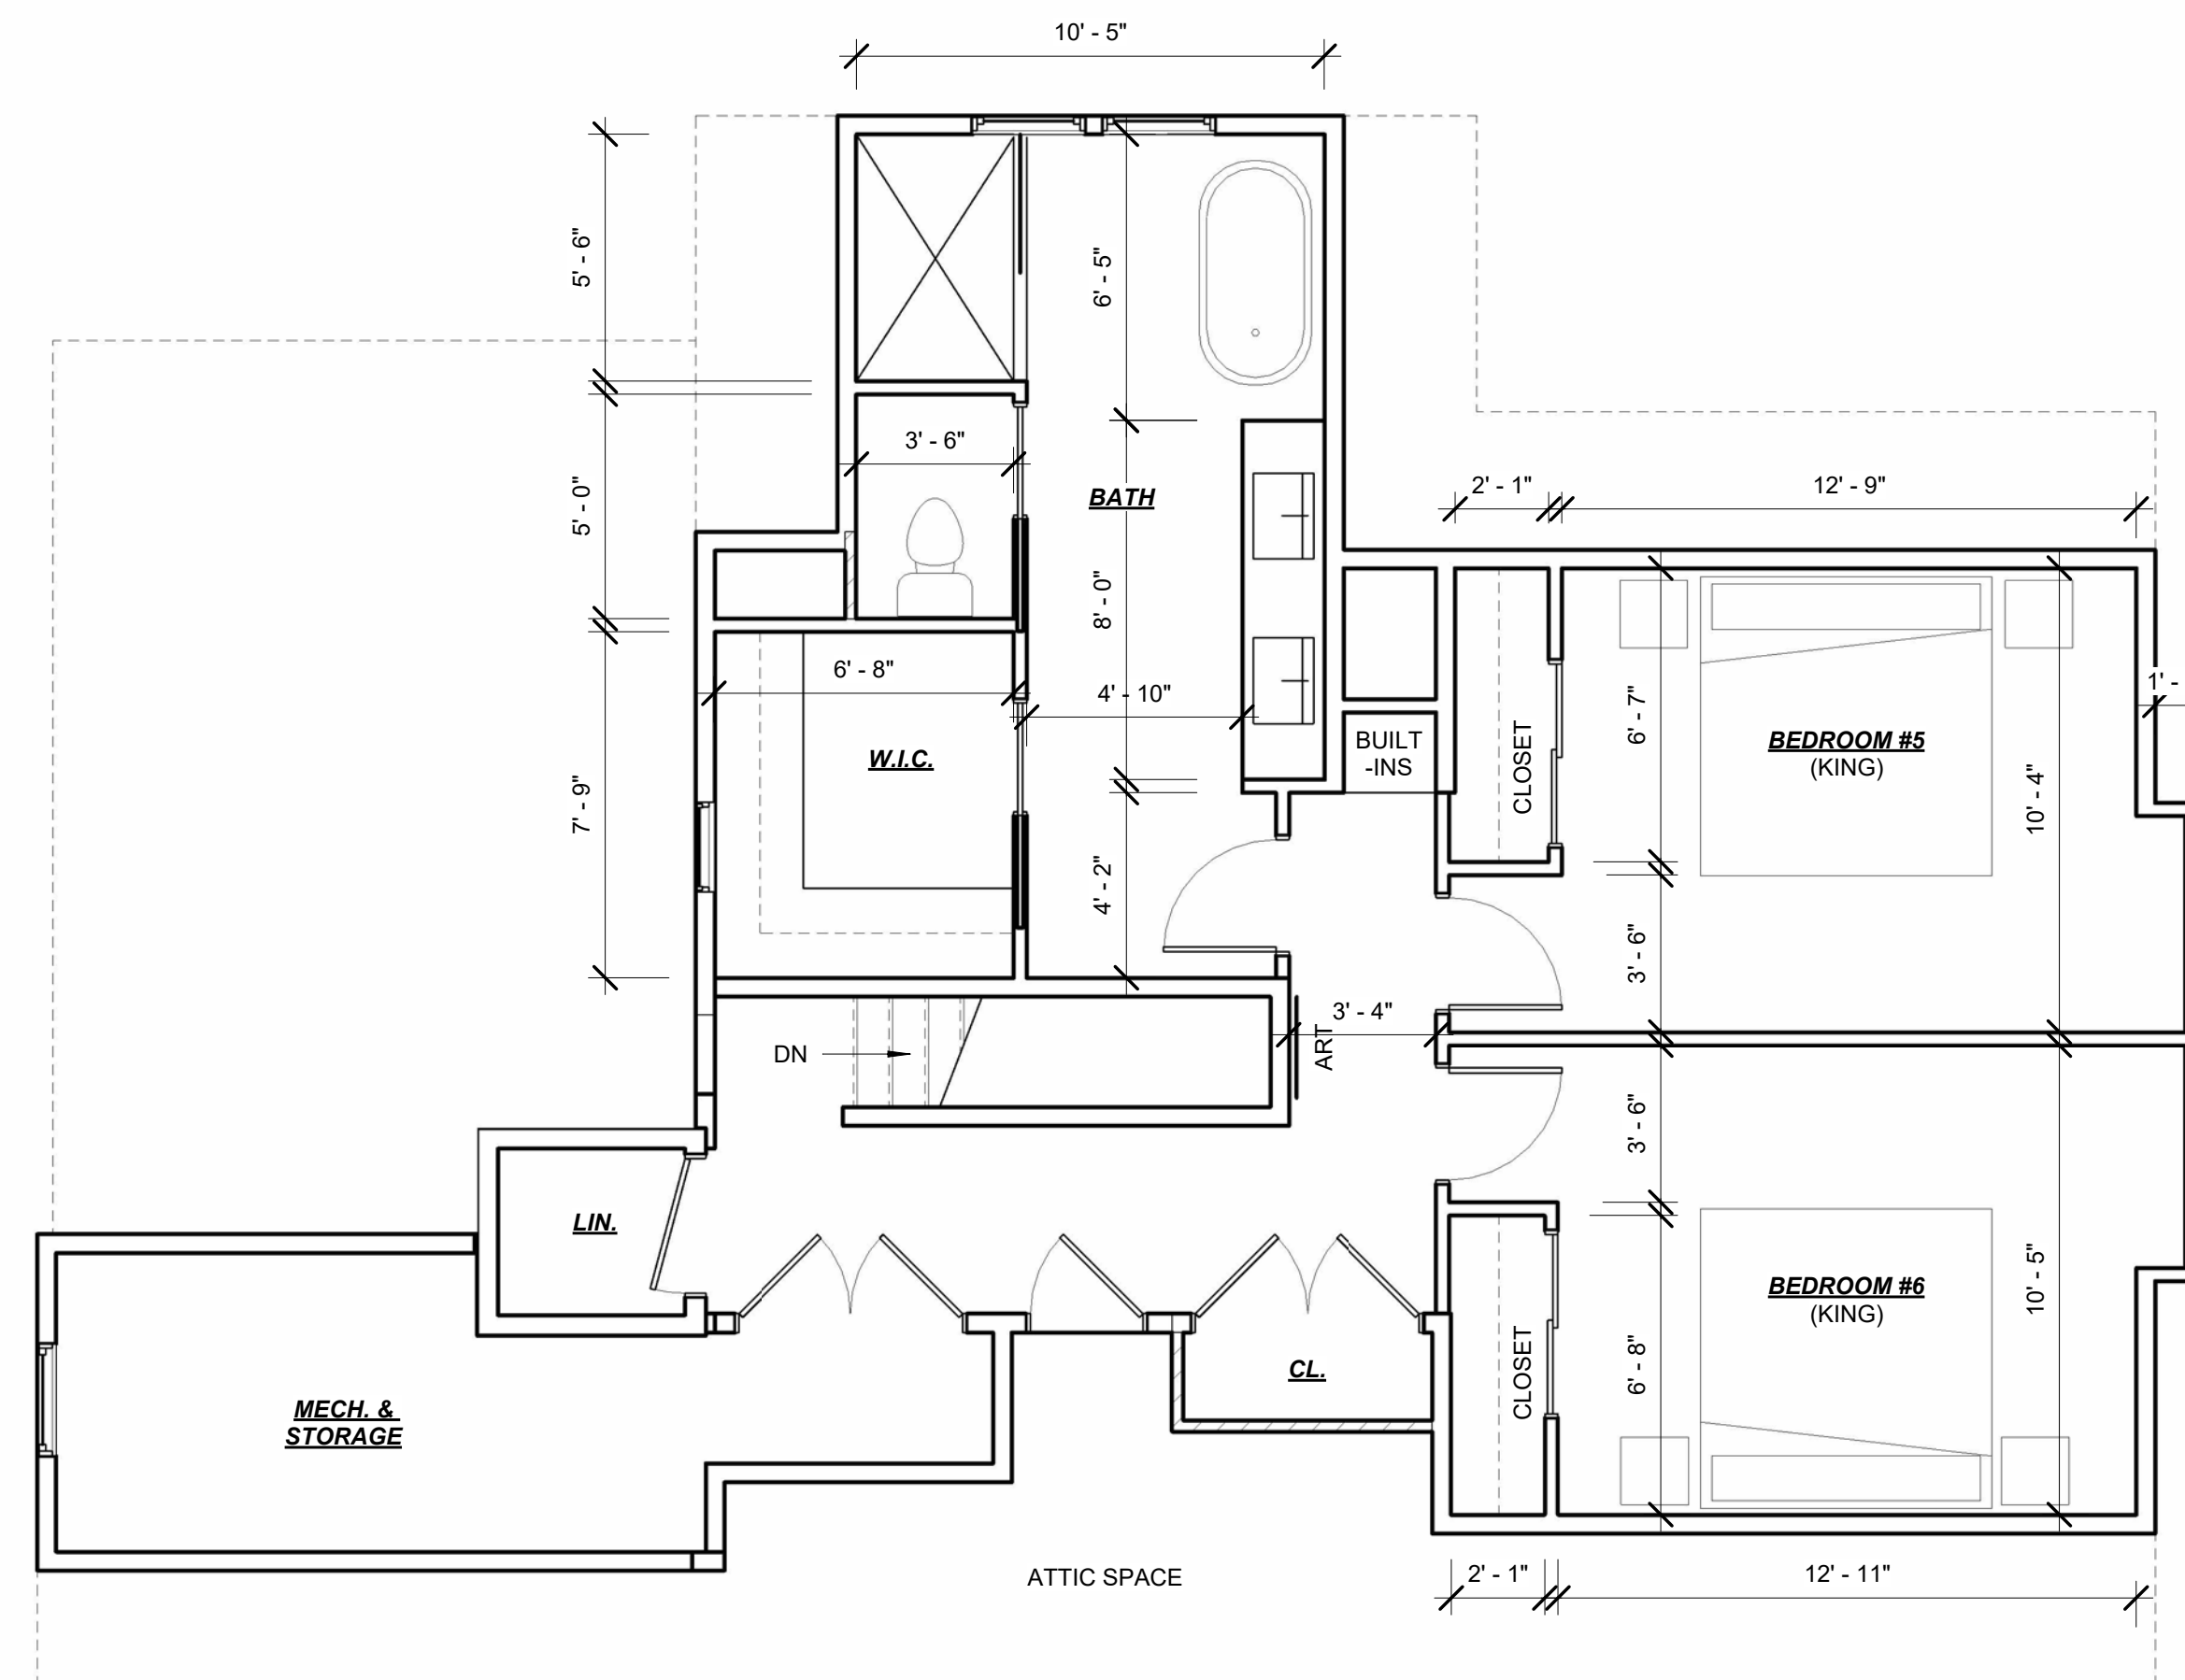 10' - 5"
5' - 6"
6' - 5"
3' - 6"
BATH
2' - 1"
12' - 9"
5' - 0"
8' - 0"
6' - 8"
4' - 10"
1' -
6' - 7"
W.I.C.
BUILT
-INS
CLOSET
BEDROOM #5
(KING)
7' - 9"
10' - 4"
4' - 2"
3' - 6"
3' - 4"
DN
ART
3' - 6"
LIN.
BEDROOM #6
(KING)
10' - 5"
CL.
CLOSET
6' - 8"
MECH. &
STORAGE
ATTIC SPACE
2' - 1"
12' - 11"